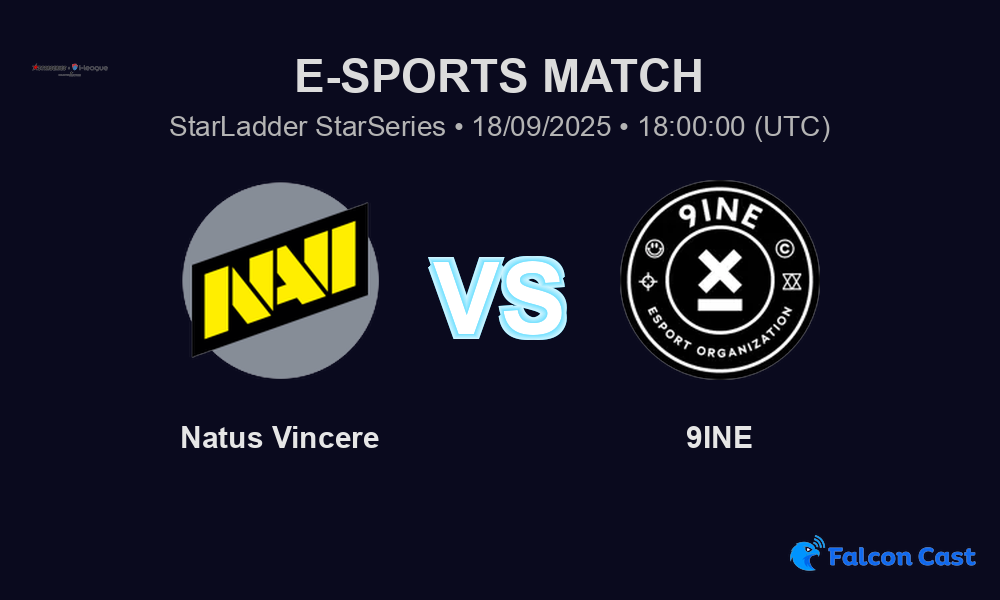 E-SPORTS MATCH
StarLadder StarSeries • 18/09/2025 • 18:00:00 (UTC)
NAVI
VS
9INE
ESPORT ORGANIZATION
Natus Vincere
9INE
Falcon Cast